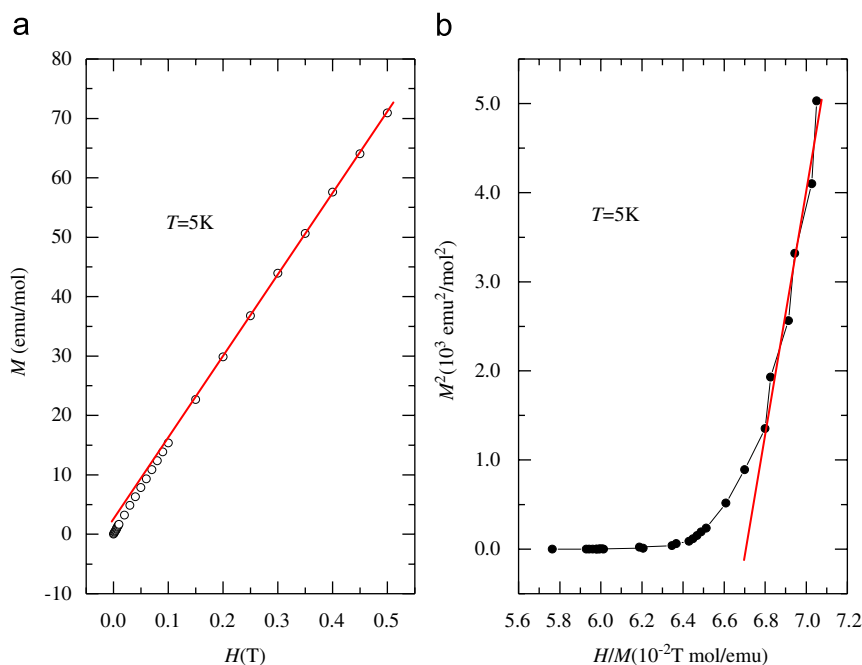 a
80
70
60
50
40
30
20
10
0
-10
M (emu/mol)
T=5K
0.0 0.1 0.2 0.3 0.4 0.5
H(T)
b
5.0
4.0
3.0
2.0
1.0
0.0
M²(10³ emu²/mol²)
T=5K
5.6 5.8 6.0 6.2 6.4 6.6 6.8 7.0 7.2
H/M(10⁻²T mol/emu)